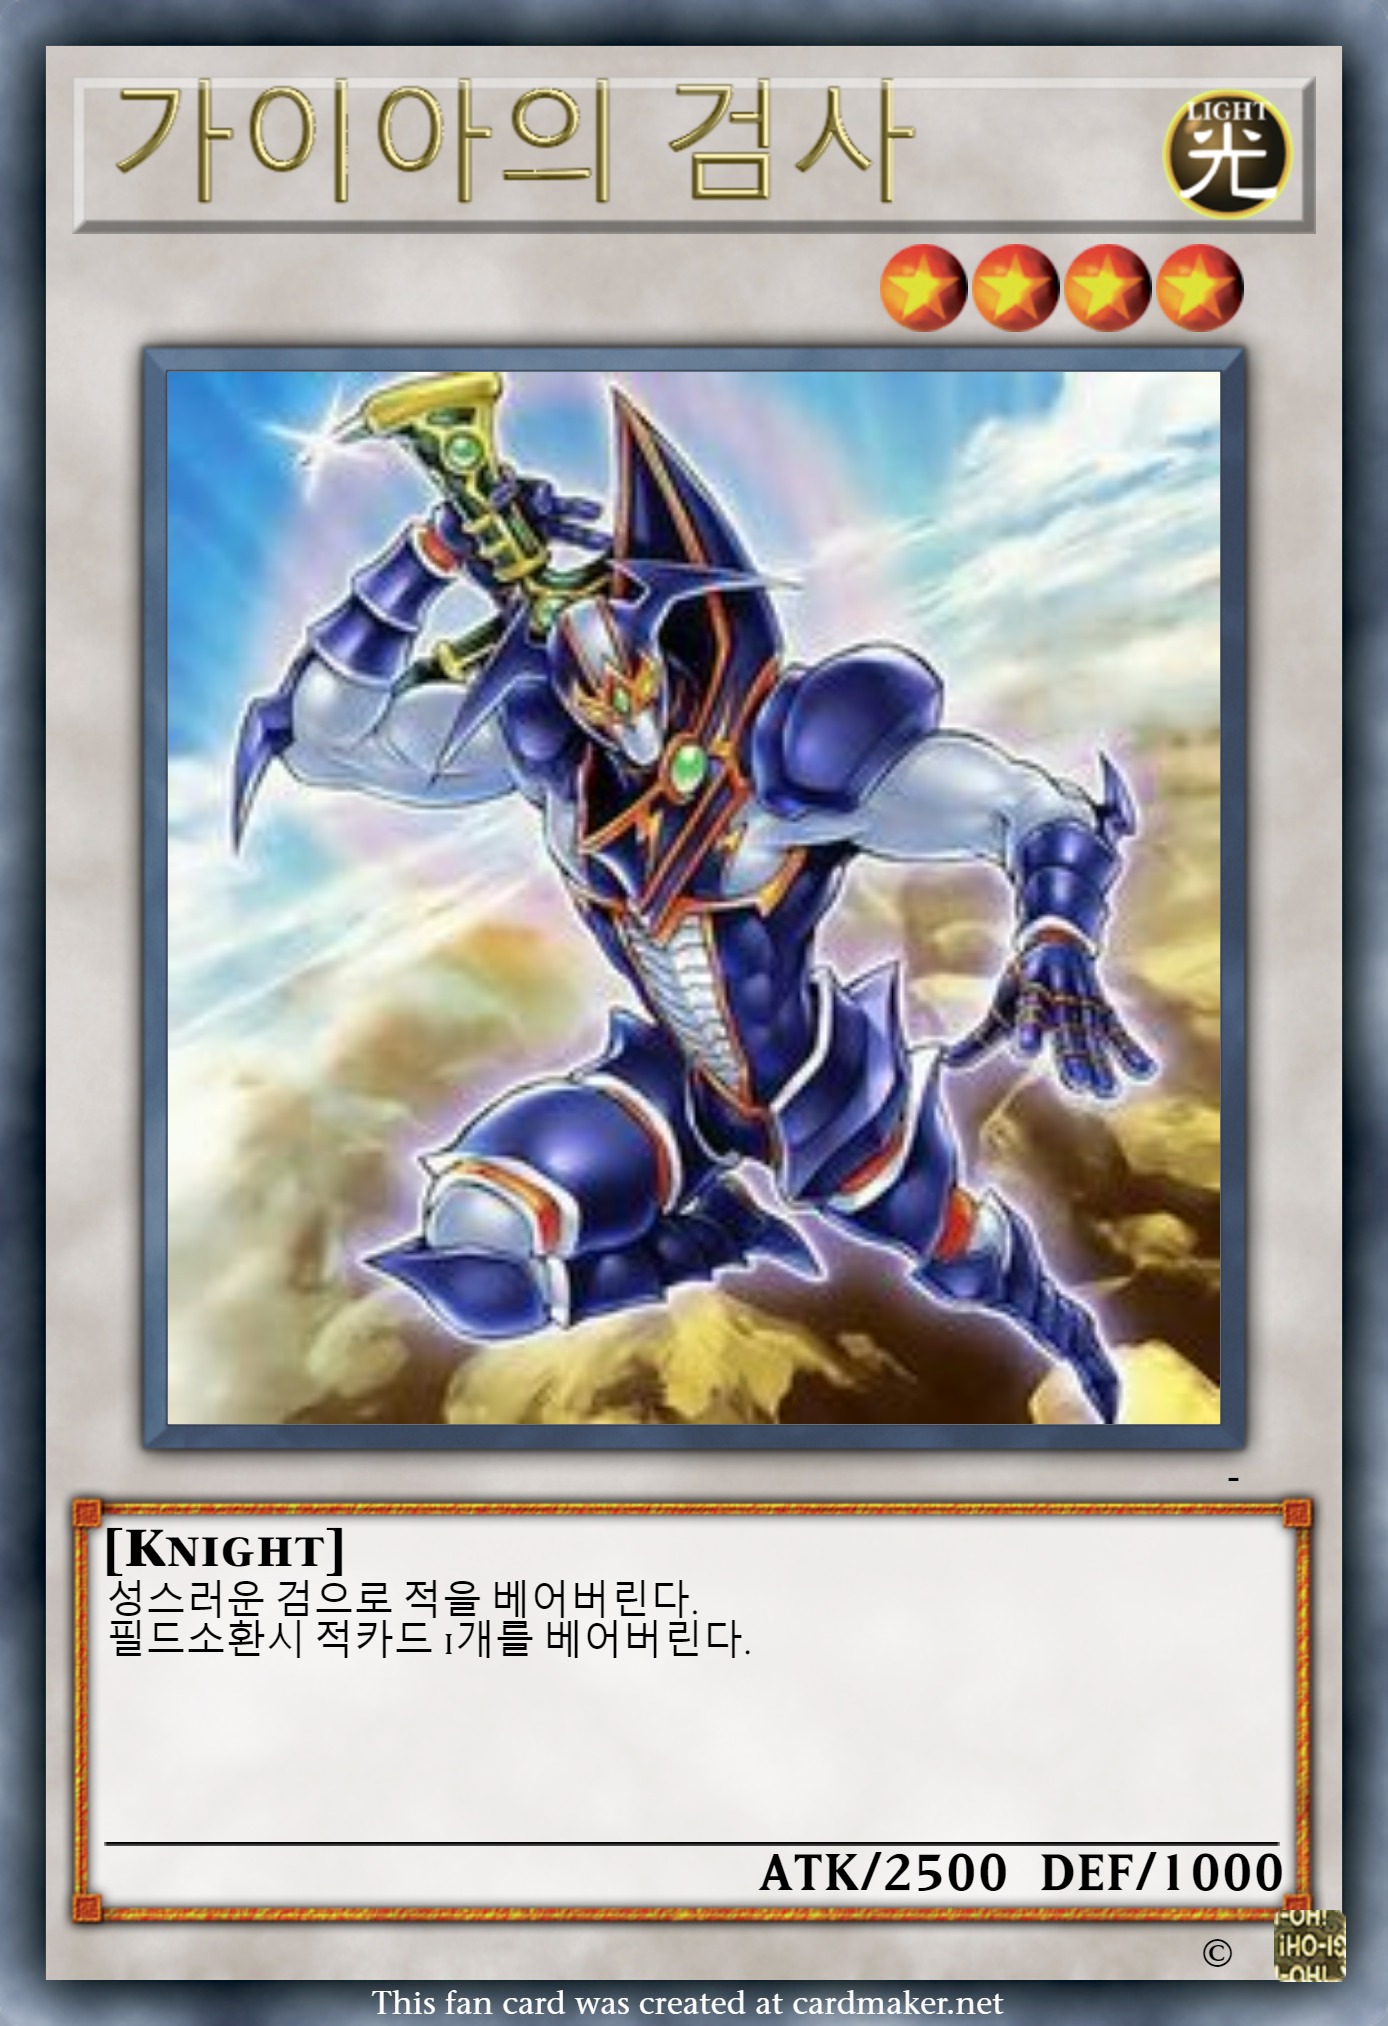 가이아의 검사
LIGHT
光
-
[KNIGHT]
성스러운 검으로 적을 베어버린다.
필드소환시 적카드 1개를 베어버린다.
ATK/2500 DEF/1000
©
This fan card was created at cardmaker.net